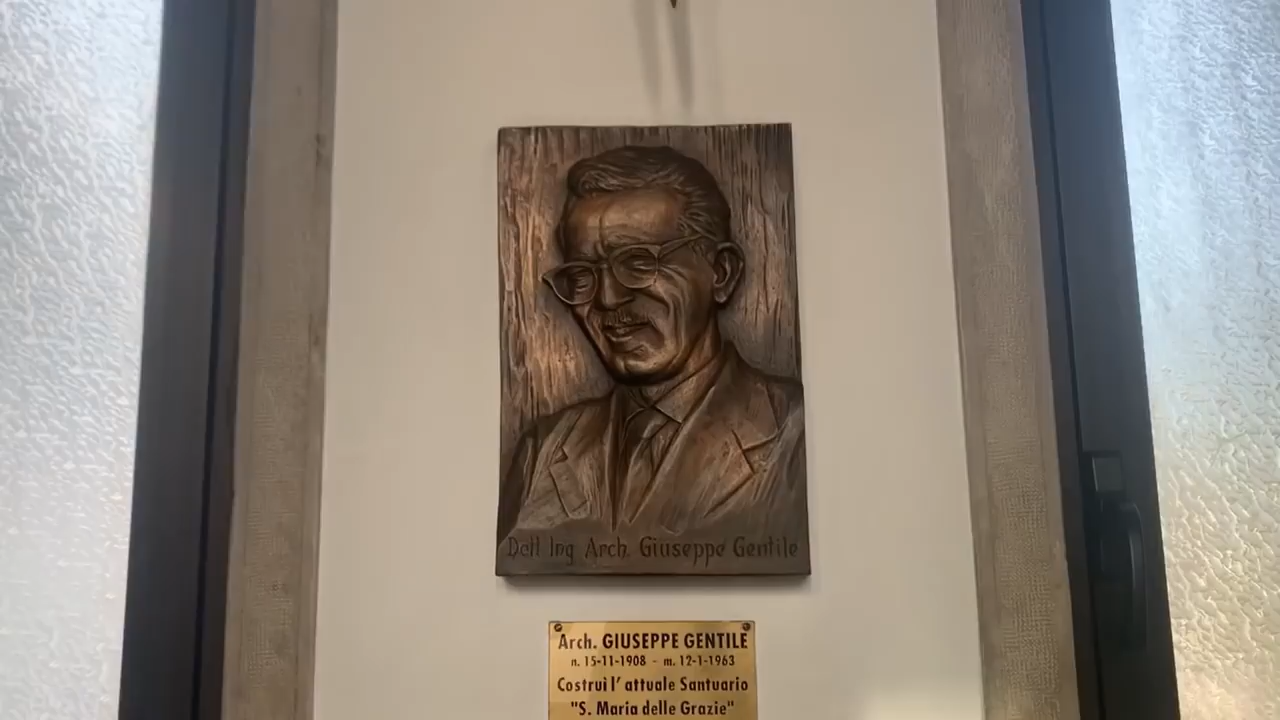 Dott Ing Arch. Giuseppe Gentile
Arch. GIUSEPPE GENTILE
n. 15-11-1908 - m. 12-1-1963
Costruì l'attuale Santuario
"S. Maria delle Grazie"